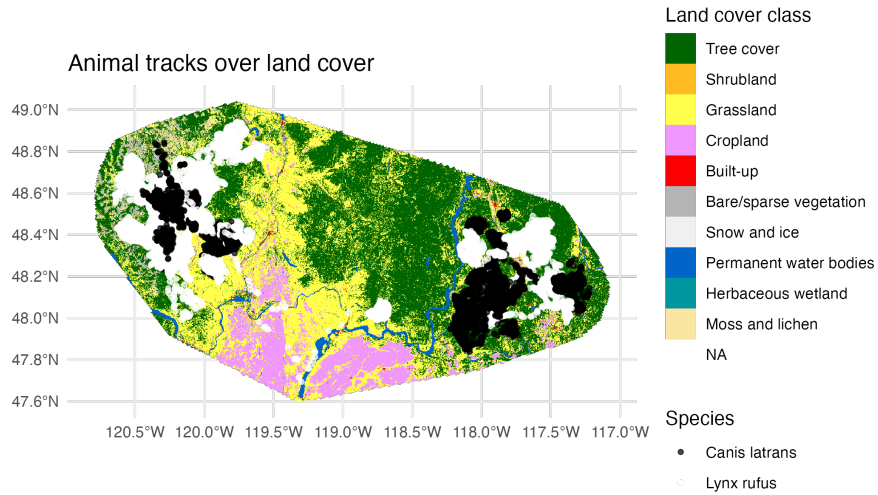 Animal tracks over land cover
49.0°N
48.8°N
48.6°N
48.4°N
48.2°N
48.0°N
47.8°N
47.6°N
120.5°W 120.0°W 119.5°W 119.0°W 118.5°W 118.0°W 117.5°W 117.0°W
Land cover class
Tree cover
Shrubland
Grassland
Cropland
Built-up
Bare/sparse vegetation
Snow and ice
Permanent water bodies
Herbaceous wetland
Moss and lichen
NA
Species
Canis latrans
Lynx rufus